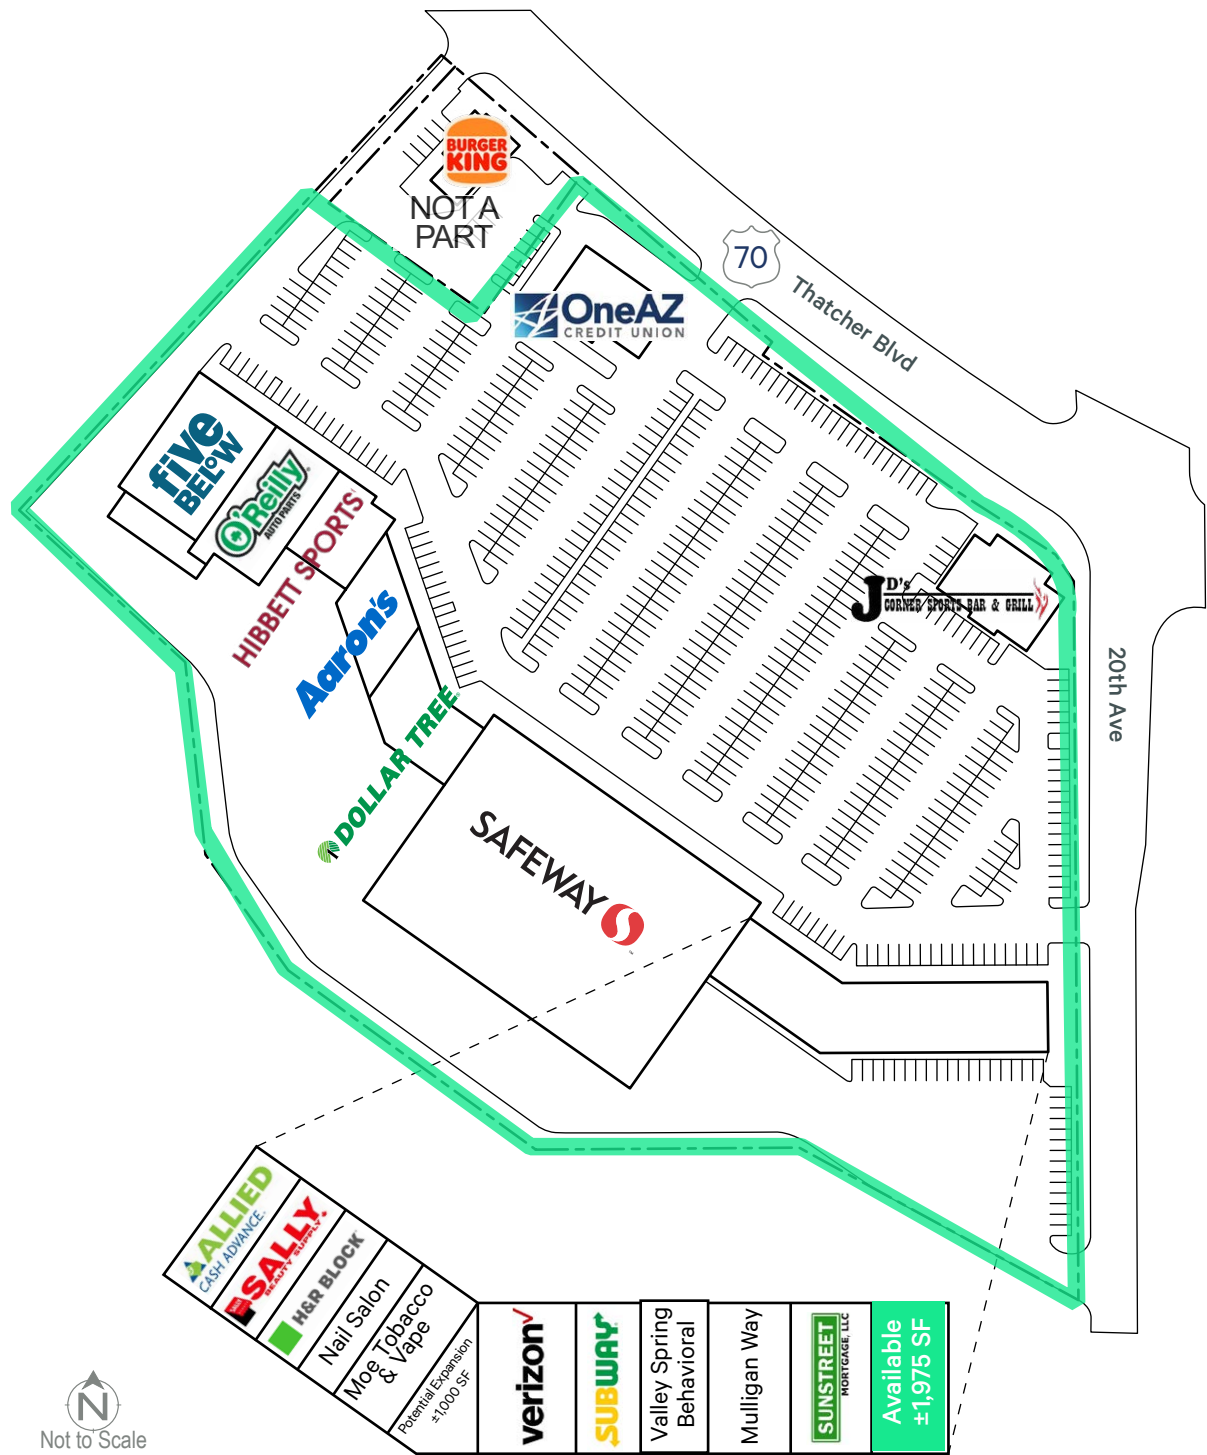 BURGER
KING
NOT A
PART
70
Thatcher Blvd
OneAZ
CREDIT UNION
five
BELOW
O'Reilly
AUTO PARTS
HIBBETT SPORTS
Aaron's
DOLLAR TREE
JD's
CORNER SPORTS BAR & GRILL
20th Ave
SAFEWAY
ALLIED
CASH ADVANCE
SALLY
BEAUTY SUPPLY
H&R BLOCK
Nail Salon
Moe Tobacco
& Vape
Potential Expansion
±1,000 SF
verizon
SUBWAY
Valley Spring
Behavioral
Mulligan Way
SUNSTREET
MORTGAGE, LLC
Available
±1,975 SF
N
Not to Scale